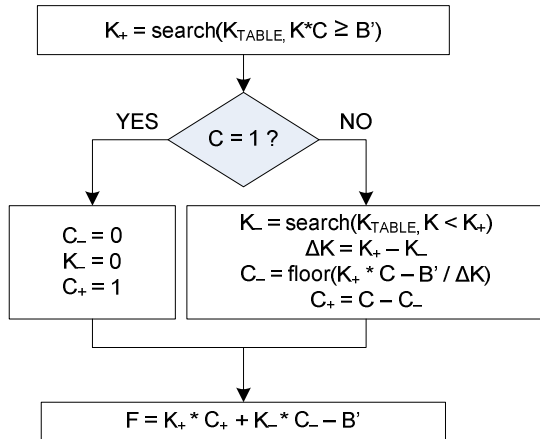 K₊ = search(K_TABLE, K*C ≥ B')
C = 1 ?
YES
NO
C₋ = 0
K₋ = 0
C₊ = 1
K₋ = search(K_TABLE, K < K₊)
ΔK = K₊ – K₋
C₋ = floor(K₊ * C – B' / ΔK)
C₊ = C – C₋
F = K₊ * C₊ + K₋ * C₋ – B'